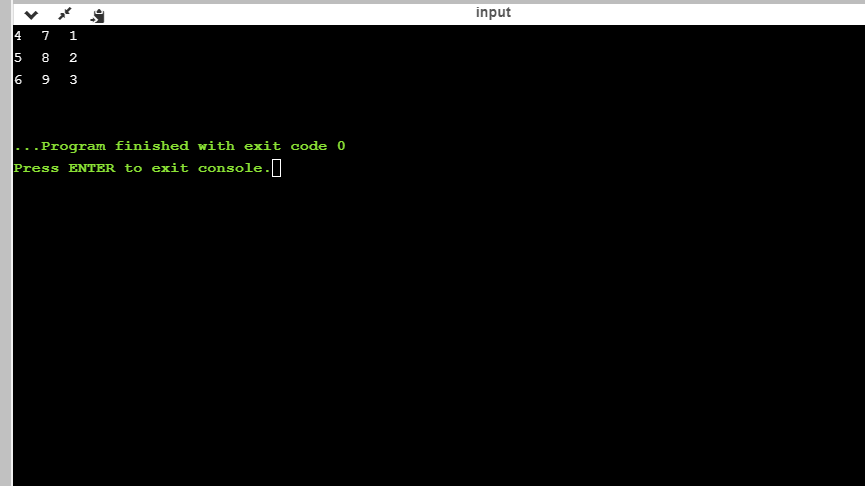 input
4 7 1
5 8 2
6 9 3
...Program finished with exit code 0
Press ENTER to exit console.